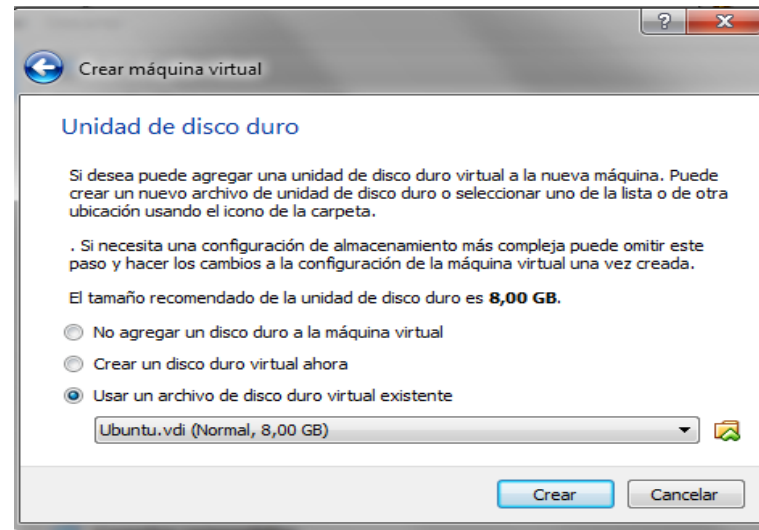 Crear máquina virtual
Unidad de disco duro
Si desea puede agregar una unidad de disco duro virtual a la nueva máquina. Puede
crear un nuevo archivo de unidad de disco duro o seleccionar uno de la lista o de otra
ubicación usando el icono de la carpeta.
. Si necesita una configuración de almacenamiento más compleja puede omitir este
paso y hacer los cambios a la configuración de la máquina virtual una vez creada.
El tamaño recomendado de la unidad de disco duro es 8,00 GB.
No agregar un disco duro a la máquina virtual
Crear un disco duro virtual ahora
Usar un archivo de disco duro virtual existente
Ubuntu.vdi (Normal, 8,00 GB)
Crear Cancelar